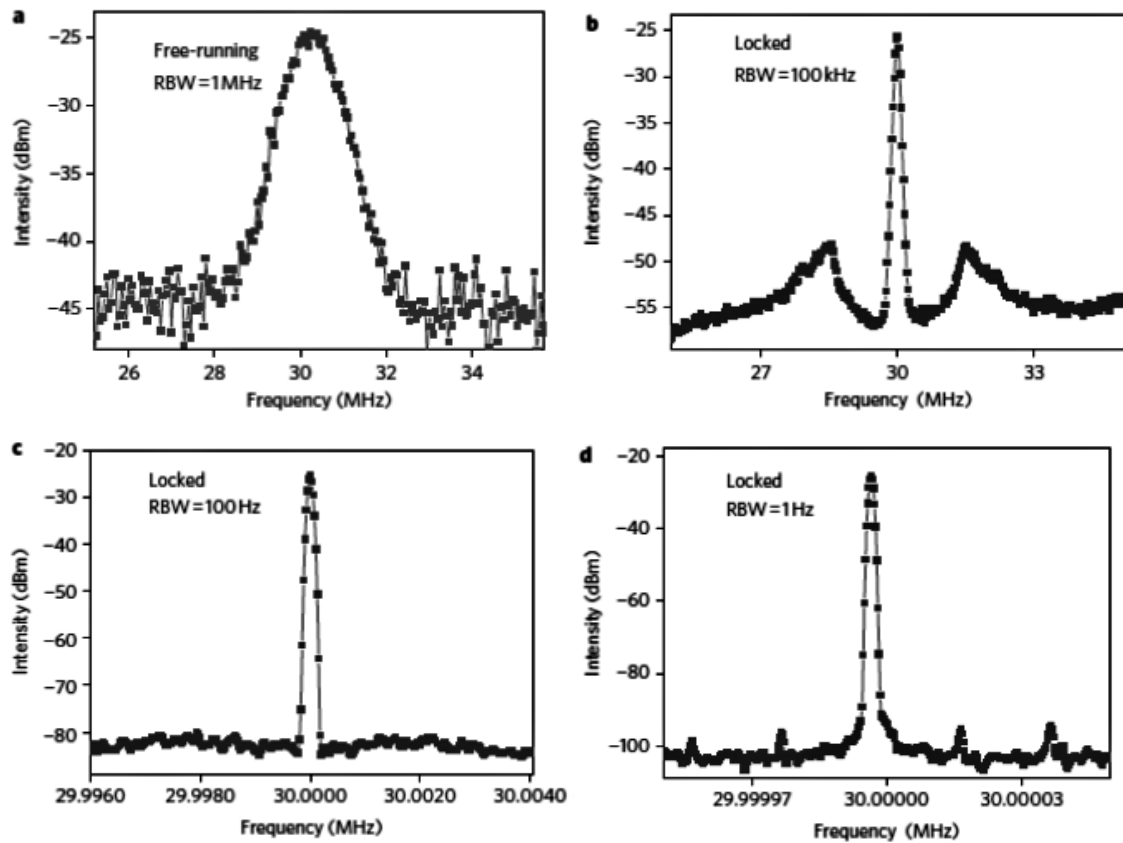 a
Free-running
RBW = 1 MHz
−25
−30
−35
−40
−45
Intensity (dBm)
26 28 30 32 34
Frequency (MHz)
b
Locked
RBW = 100 kHz
−25
−30
−35
−40
−45
−50
−55
Intensity (dBm)
27 30 33
Frequency (MHz)
c
Locked
RBW = 100 Hz
−20
−30
−40
−50
−60
−70
−80
Intensity (dBm)
29.9960 29.9980 30.0000 30.0020 30.0040
Frequency (MHz)
d
Locked
RBW = 1 Hz
−20
−40
−60
−80
−100
Intensity (dBm)
29.99997 30.00000 30.00003
Frequency (MHz)